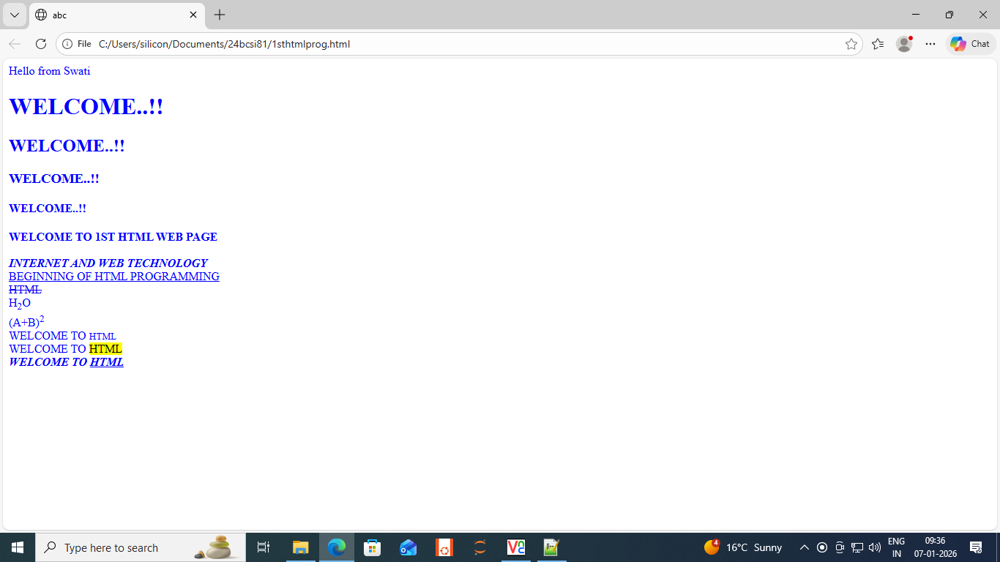 abc
File C:/Users/silicon/Documents/24bcsi81/1sthtmlprog.html
Chat
Hello from Swati
WELCOME..!!
WELCOME..!!
WELCOME..!!
WELCOME..!!
WELCOME TO 1ST HTML WEB PAGE
INTERNET AND WEB TECHNOLOGY
BEGINNING OF HTML PROGRAMMING
HTML
H₂O
(A+B)²
WELCOME TO HTML
WELCOME TO HTML
WELCOME TO HTML
Type here to search
4
16°C Sunny
ENG
IN
09:36
07-01-2026